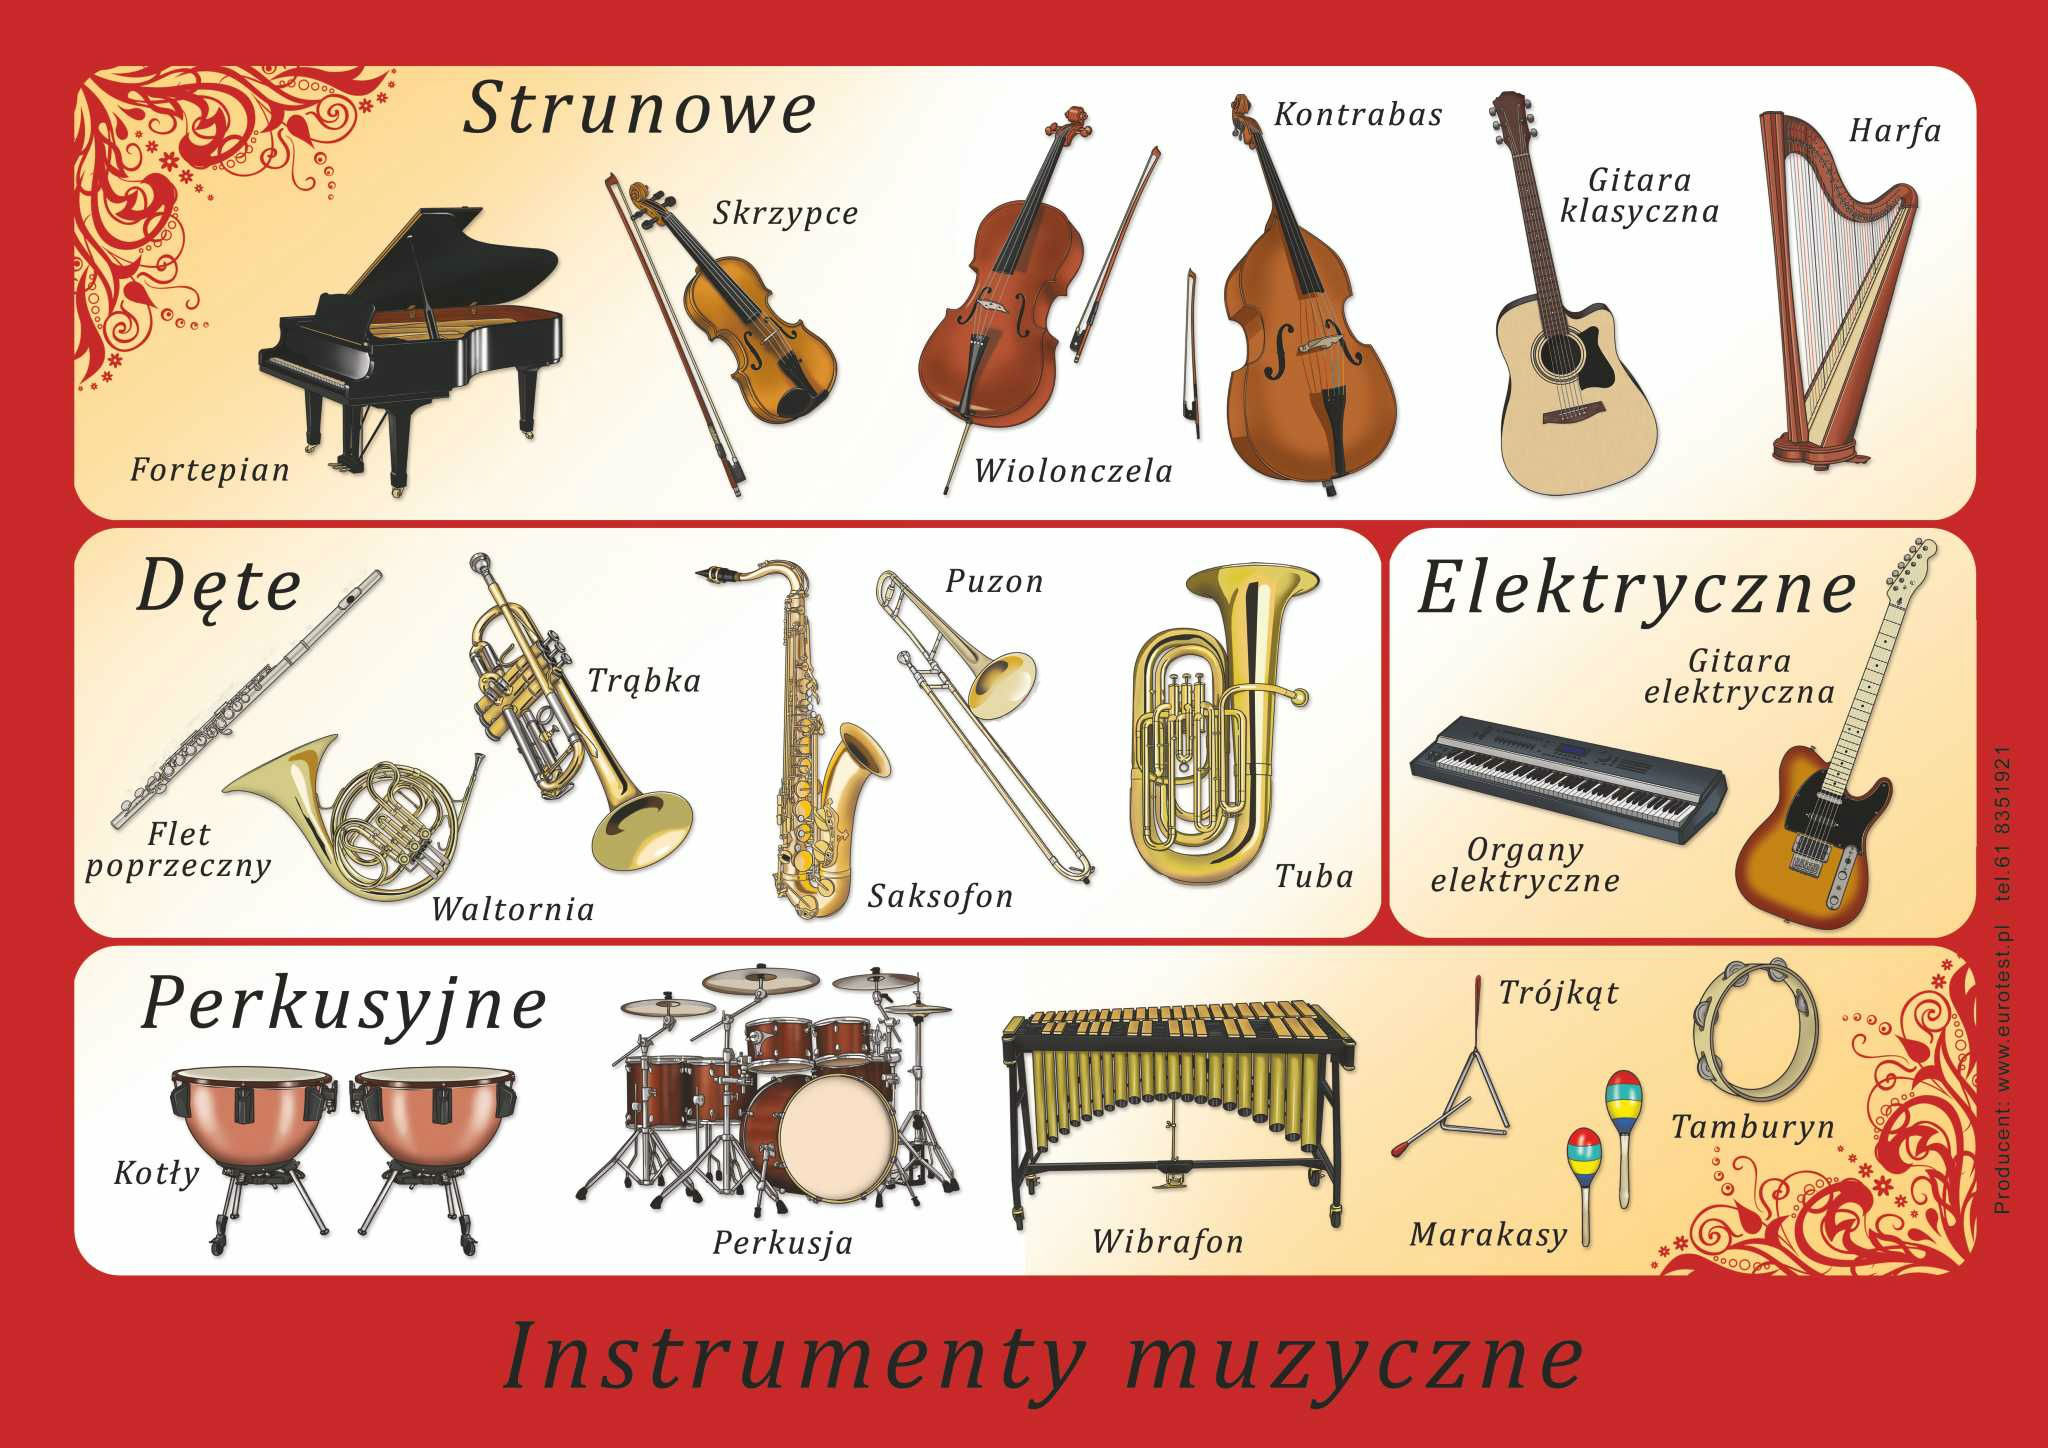 Strunowe
Fortepian
Skrzypce
Wiolonczela
Kontrabas
Gitara
klasyczna
Harfa
Dęte
Flet
poprzeczny
Waltornia
Trąbka
Saksofon
Puzon
Tuba
Elektryczne
Gitara
elektryczna
Organy
elektryczne
Perkusyjne
Kotły
Perkusja
Wibrafon
Trójkąt
Marakasy
Tamburyn
Instrumenty muzyczne
Producent: www.eurotest.pl tel.61 8351921